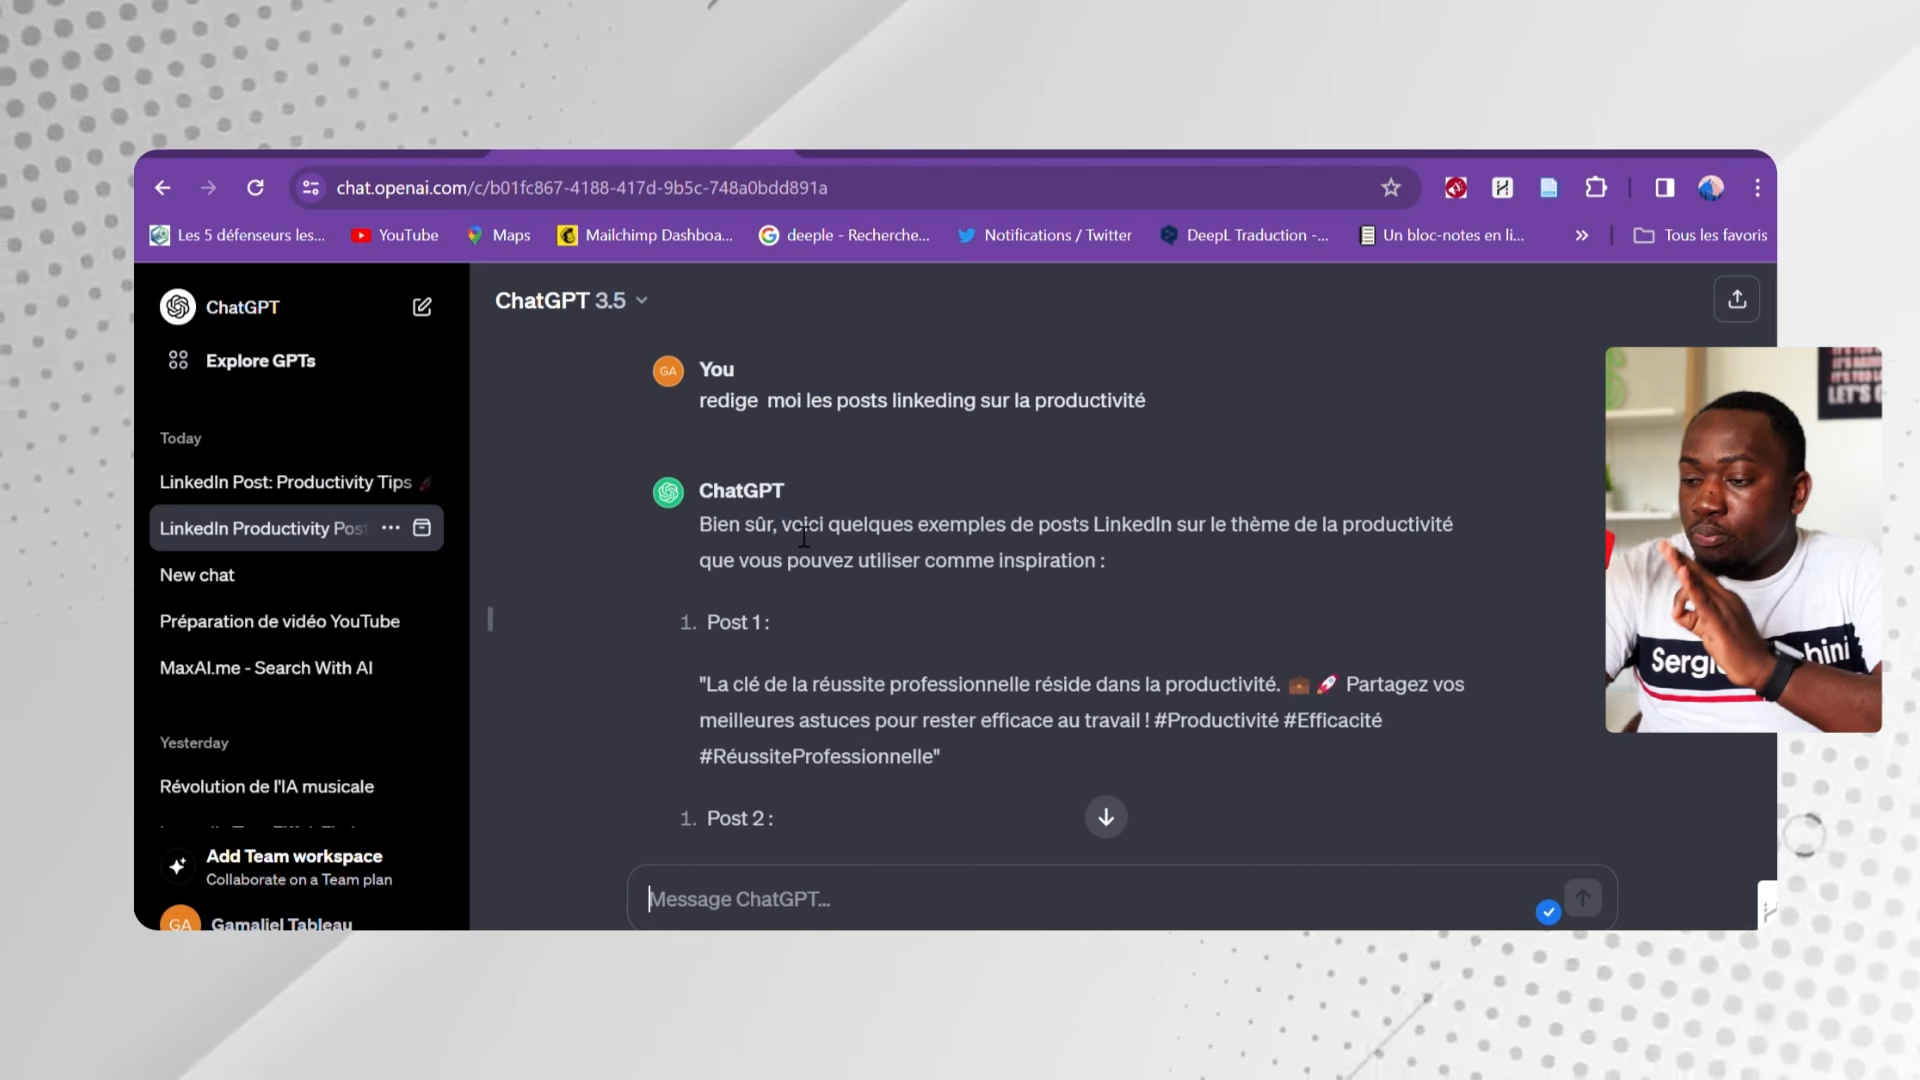 chat.openai.com/c/b01fc867-4188-417d-9b5c-748a0bdd891a
Les 5 défenseurs les... YouTube Maps Mailchimp Dashboa... deeple - Recherche... Notifications / Twitter DeepL Traduction -... Un bloc-notes en li... » Tous les favoris
ChatGPT
Explore GPTs
Today
LinkedIn Post: Productivity Tips
LinkedIn Productivity Post
New chat
Préparation de vidéo YouTube
MaxAI.me - Search With AI
Yesterday
Révolution de l'IA musicale
Add Team workspace
Collaborate on a Team plan
GA Gamaliel Tableau
ChatGPT 3.5
GA You
redige moi les posts linkeding sur la productivité
ChatGPT
Bien sûr, voici quelques exemples de posts LinkedIn sur le thème de la productivité
que vous pouvez utiliser comme inspiration :
1. Post 1 :
"La clé de la réussite professionnelle réside dans la productivité. 💼 🚀 Partagez vos
meilleures astuces pour rester efficace au travail ! #Productivité #Efficacité
#RéussiteProfessionnelle"
1. Post 2 :
Message ChatGPT...
LET'S
Sergi
hini